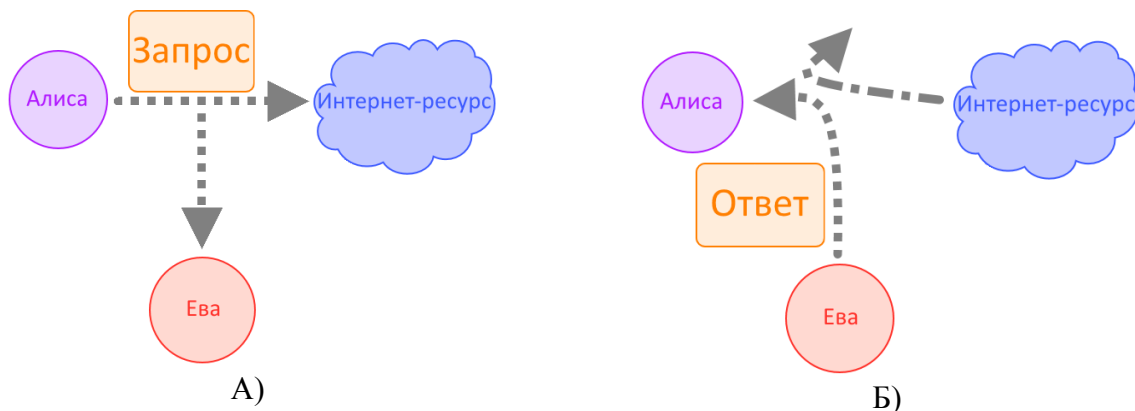 Запрос
Алиса
Интернет-ресурс
Ева
А)
Алиса
Интернет-ресурс
Ответ
Ева
Б)